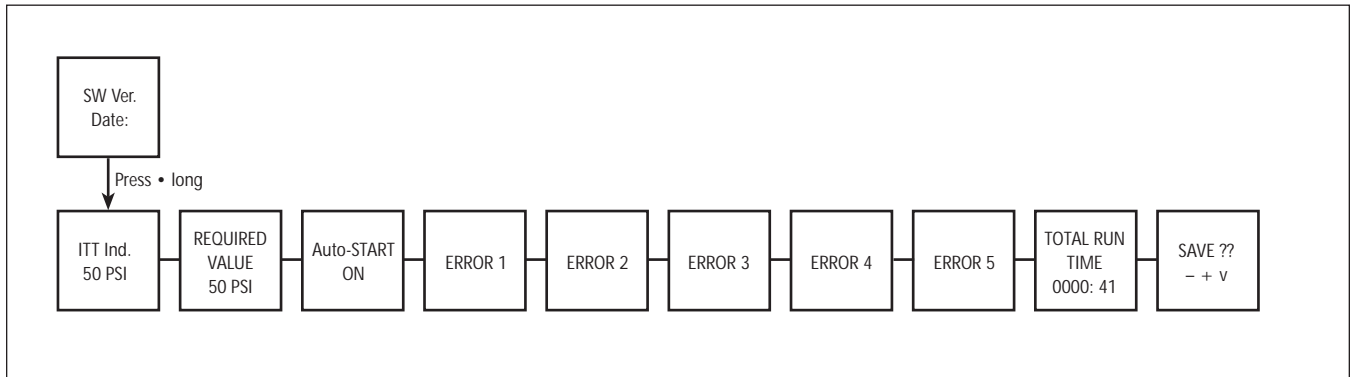 SW Ver.
Date:
Press • long
ITT Ind.
50 PSI
REQUIRED
VALUE
50 PSI
Auto-START
ON
ERROR 1
ERROR 2
ERROR 3
ERROR 4
ERROR 5
TOTAL RUN
TIME
0000: 41
SAVE ??
– + v